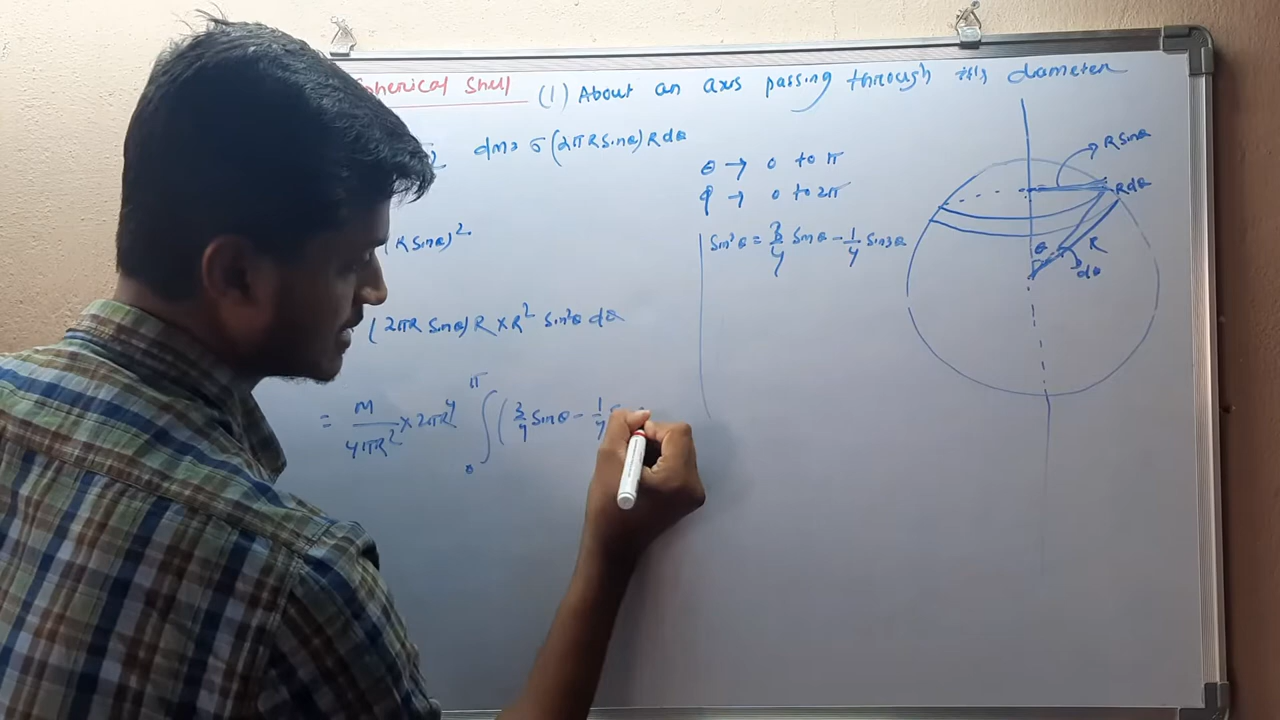 pherical Shell (1) About an axis passing through its diameter
dm = σ(2πR Sinθ) R dθ
(R Sinθ)²
(2πR Sinθ) R × R² Sin²θ dθ
= M/4πR² × 2πR⁴ ∫₀^π (3/4 Sinθ - 1/4
θ → 0 to π
φ → 0 to 2π
Sin³θ = 3/4 Sinθ - 1/4 Sin3θ
R Sinθ
R dθ
θ
R
dθ